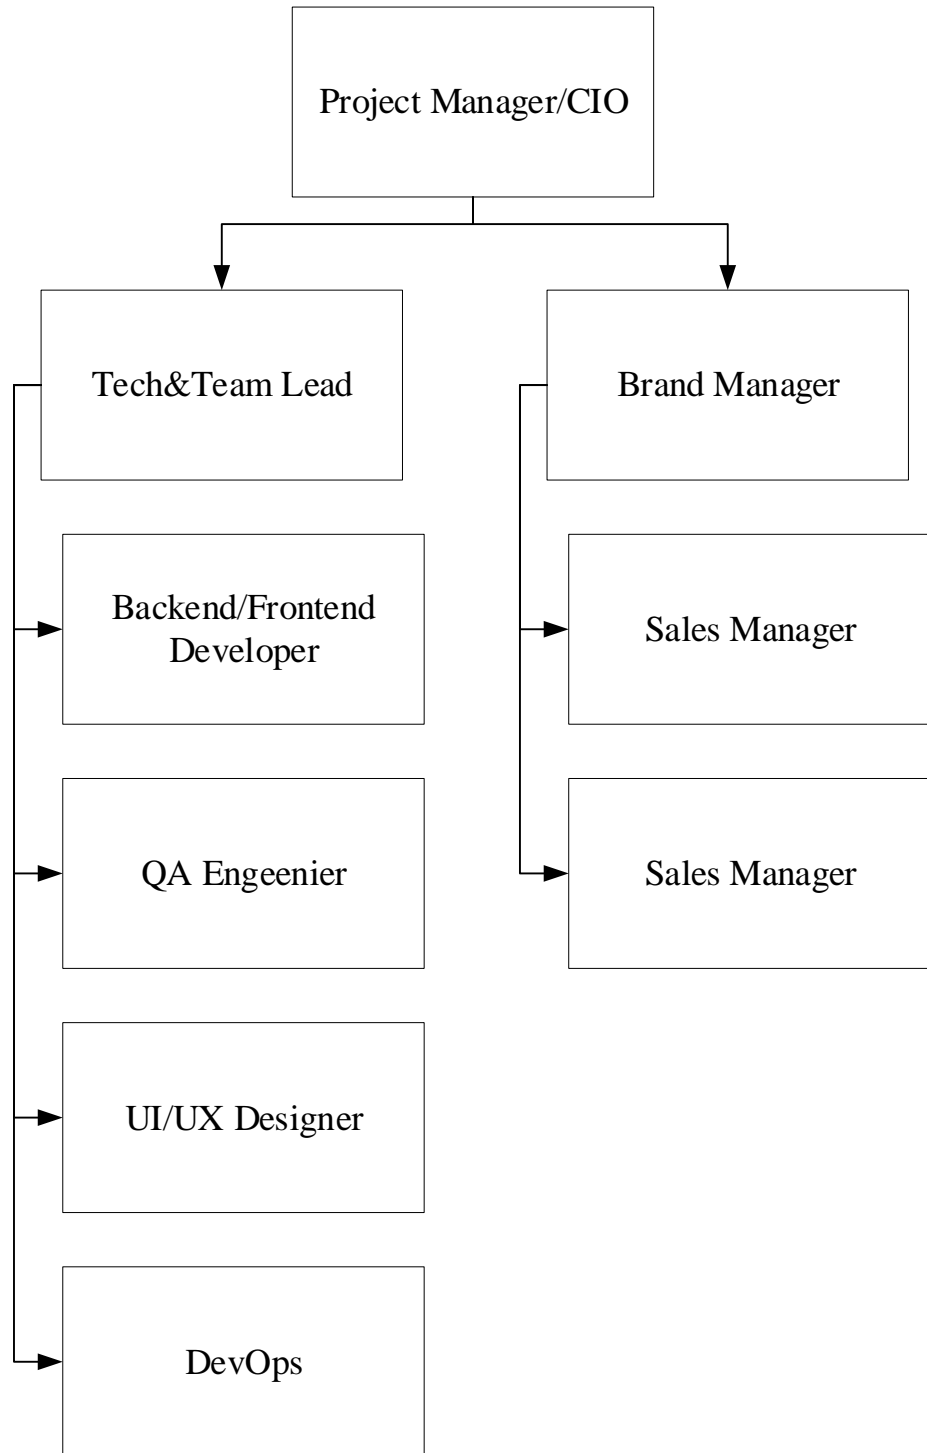 Project Manager/CIO
Tech&Team Lead
Brand Manager
Backend/Frontend
Developer
Sales Manager
QA Engeenier
Sales Manager
UI/UX Designer
DevOps